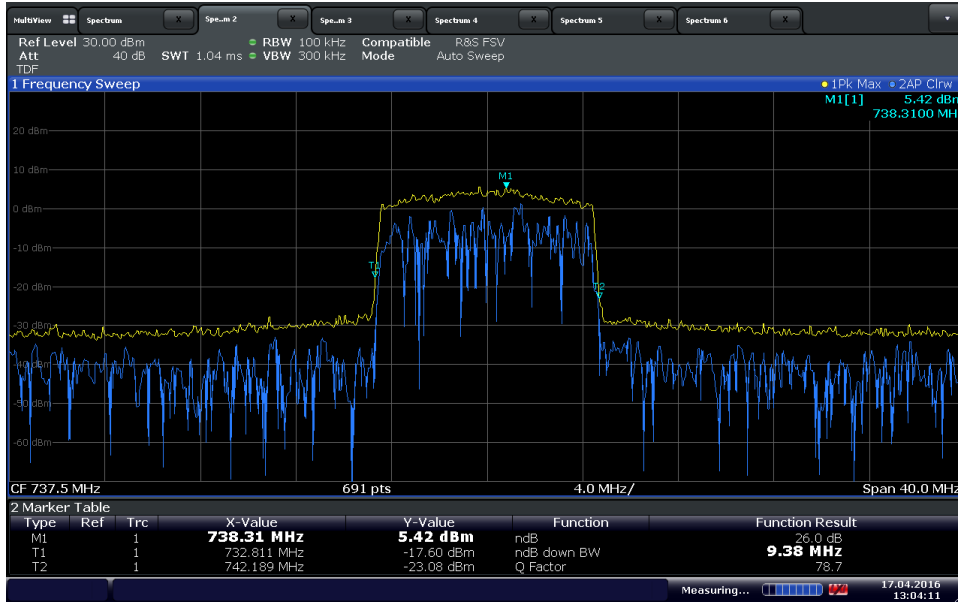 MultiView Spectrum X Spe...m 2 X Spe...m 3 X Spectrum 4 X Spectrum 5 X Spectrum 6 X
Ref Level 30.00 dBm RBW 100 kHz Compatible R&S FSV
Att 40 dB SWT 1.04 ms VBW 300 kHz Mode Auto Sweep
TDF
1 Frequency Sweep 1Pk Max 2AP Clrw
M1[1] 5.42 dBm
738.3100 MH
20 dBm
10 dBm
M1
0 dBm
-10 dBm
T1
-20 dBm
T2
-30 dBm
-40 dBm
-50 dBm
-60 dBm
CF 737.5 MHz 691 pts 4.0 MHz/ Span 40.0 MHz
2 Marker Table
Type Ref Trc X-Value Y-Value Function Function Result
M1 1 738.31 MHz 5.42 dBm ndB 26.0 dB
T1 1 732.811 MHz -17.60 dBm ndB down BW 9.38 MHz
T2 1 742.189 MHz -23.08 dBm Q Factor 78.7
Measuring... 17.04.2016
13:04:11